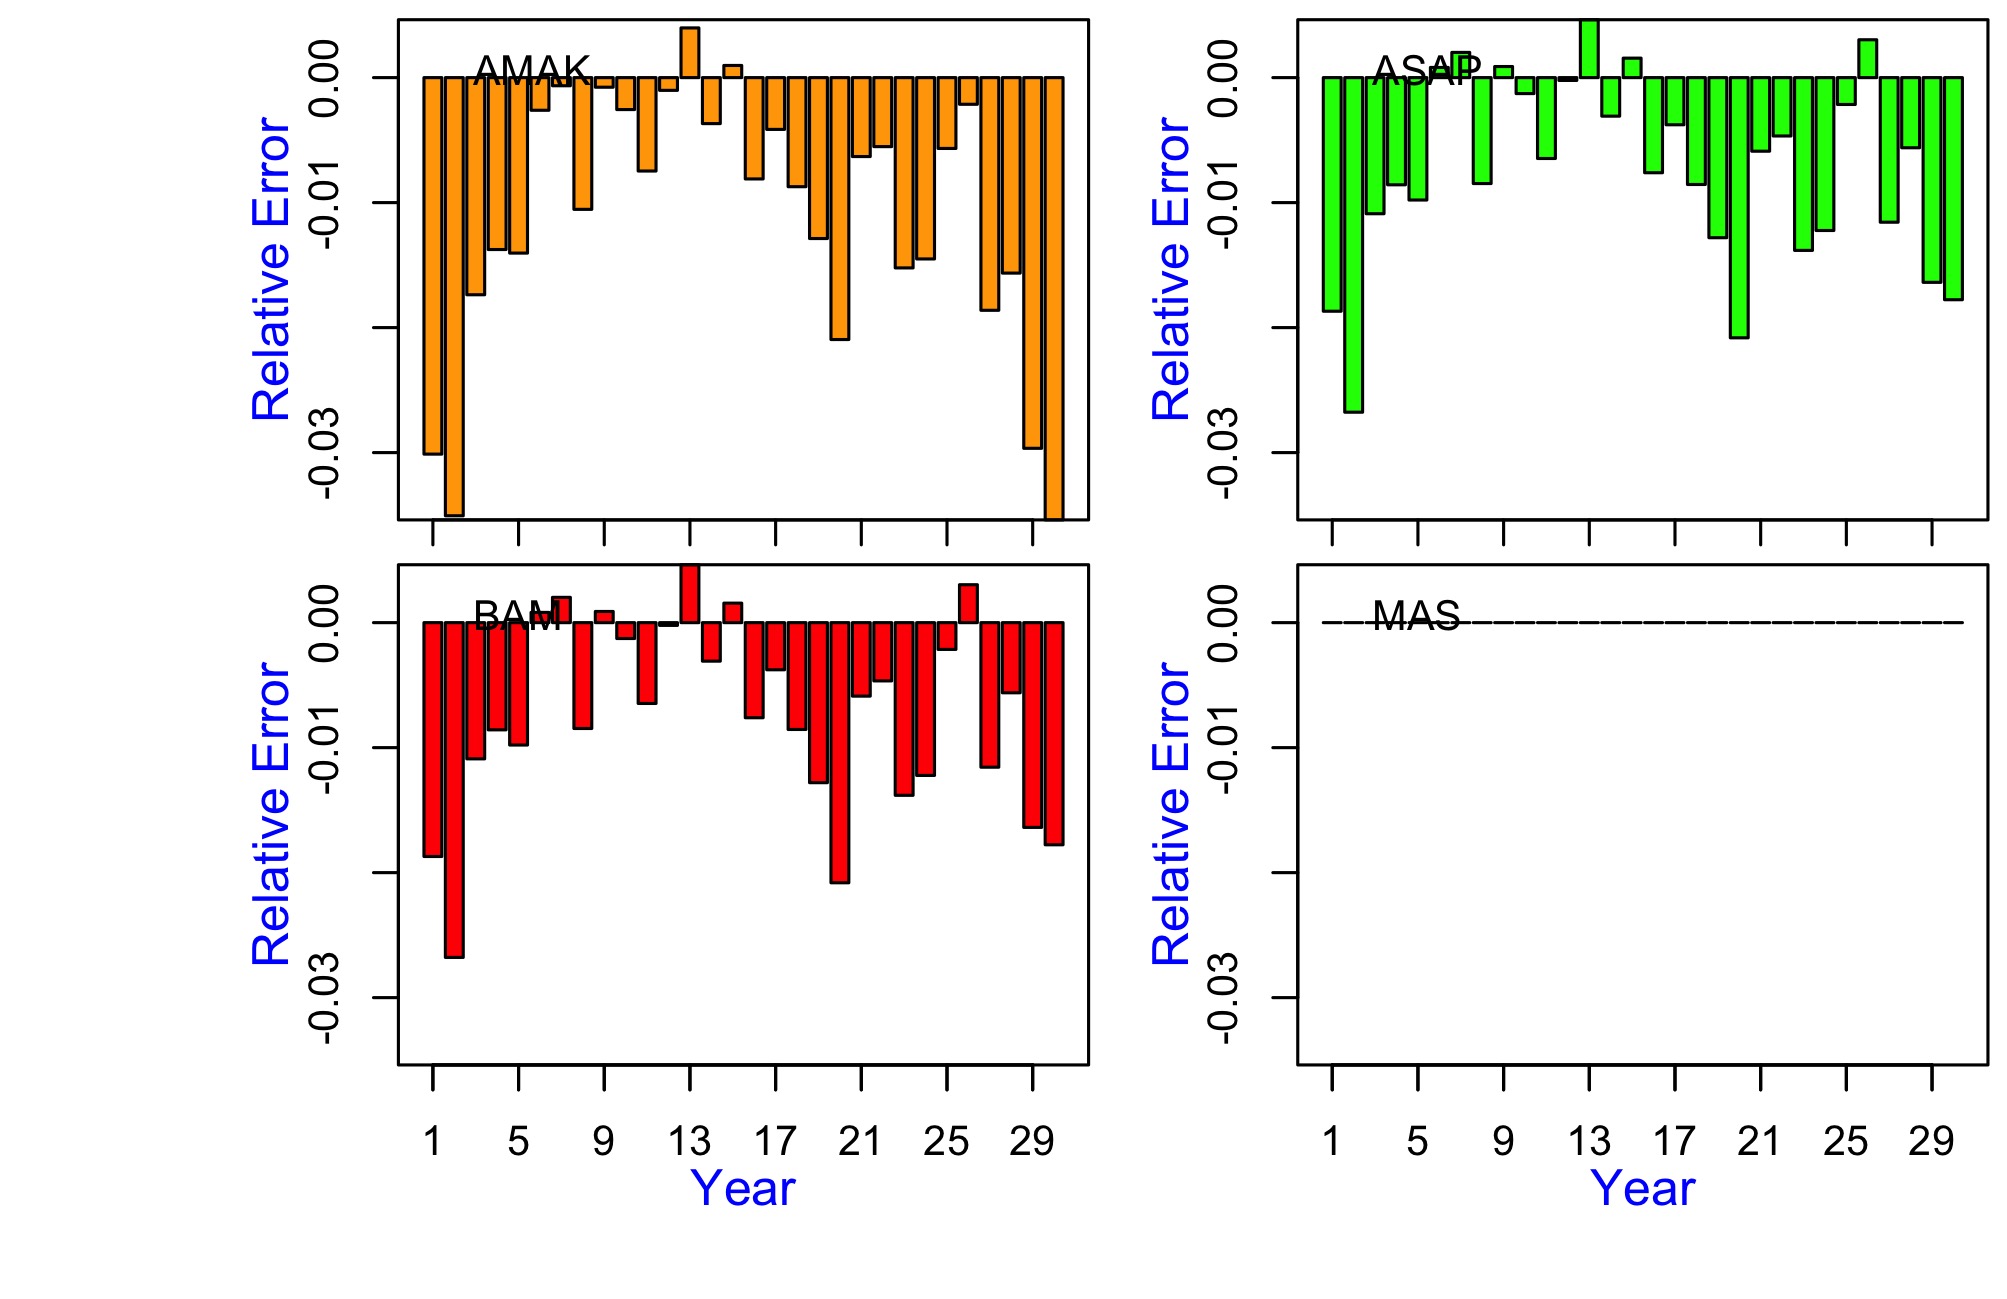 AMAK
0.00
-0.01
-0.03
Relative Error
ASAP
0.00
-0.01
-0.03
Relative Error
BAM
0.00
-0.01
-0.03
Relative Error
1 5 9 13 17 21 25 29
Year
MAS
0.00
-0.01
-0.03
Relative Error
1 5 9 13 17 21 25 29
Year